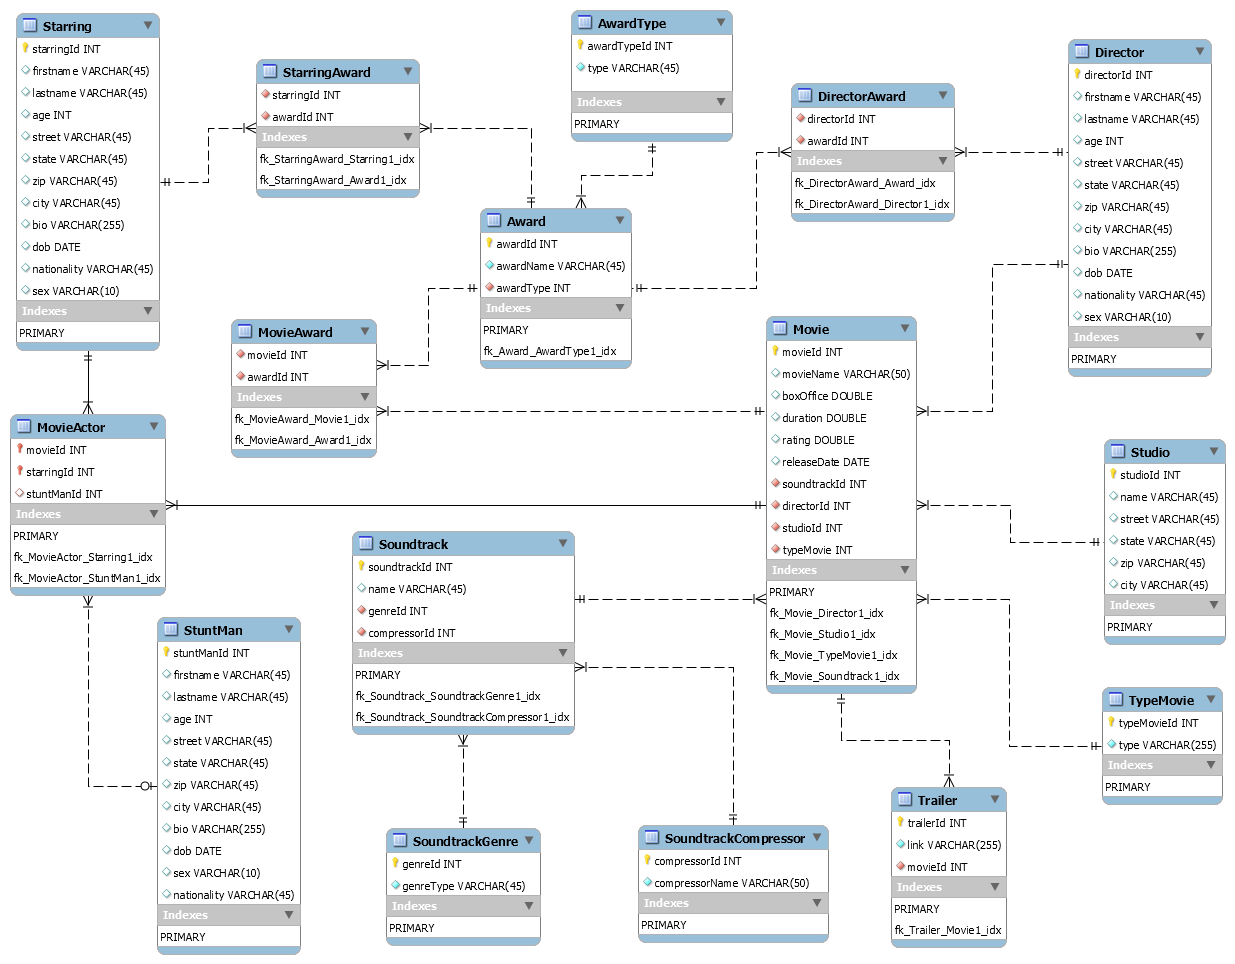 Starring
starringId INT
firstname VARCHAR(45)
lastname VARCHAR(45)
age INT
street VARCHAR(45)
state VARCHAR(45)
zip VARCHAR(45)
city VARCHAR(45)
bio VARCHAR(255)
dob DATE
nationality VARCHAR(45)
sex VARCHAR(10)
Indexes
PRIMARY
StarringAward
starringId INT
awardId INT
Indexes
fk_StarringAward_Starring1_idx
fk_StarringAward_Award1_idx
AwardType
awardTypeId INT
type VARCHAR(45)
Indexes
PRIMARY
DirectorAward
directorId INT
awardId INT
Indexes
fk_DirectorAward_Award_idx
fk_DirectorAward_Director1_idx
Director
directorId INT
firstname VARCHAR(45)
lastname VARCHAR(45)
age INT
street VARCHAR(45)
state VARCHAR(45)
zip VARCHAR(45)
city VARCHAR(45)
bio VARCHAR(255)
dob DATE
nationality VARCHAR(45)
sex VARCHAR(10)
Indexes
PRIMARY
Award
awardId INT
awardName VARCHAR(45)
awardType INT
Indexes
PRIMARY
fk_Award_AwardType1_idx
MovieAward
movieId INT
awardId INT
Indexes
fk_MovieAward_Movie1_idx
fk_MovieAward_Award1_idx
Movie
movieId INT
movieName VARCHAR(50)
boxOffice DOUBLE
duration DOUBLE
rating DOUBLE
releaseDate DATE
soundtrackId INT
directorId INT
studioId INT
typeMovie INT
Indexes
PRIMARY
fk_Movie_Director1_idx
fk_Movie_Studio1_idx
fk_Movie_TypeMovie1_idx
fk_Movie_Soundtrack1_idx
MovieActor
movieId INT
starringId INT
stuntManId INT
Indexes
PRIMARY
fk_MovieActor_Starring1_idx
fk_MovieActor_StuntMan1_idx
Studio
studioId INT
name VARCHAR(45)
street VARCHAR(45)
state VARCHAR(45)
zip VARCHAR(45)
city VARCHAR(45)
Indexes
PRIMARY
Soundtrack
soundtrackId INT
name VARCHAR(45)
genreId INT
compressorId INT
Indexes
PRIMARY
fk_Soundtrack_SoundtrackGenre1_idx
fk_Soundtrack_SoundtrackCompressor1_idx
StuntMan
stuntManId INT
firstname VARCHAR(45)
lastname VARCHAR(45)
age INT
street VARCHAR(45)
state VARCHAR(45)
zip VARCHAR(45)
city VARCHAR(45)
bio VARCHAR(255)
dob DATE
sex VARCHAR(10)
nationality VARCHAR(45)
Indexes
PRIMARY
TypeMovie
typeMovieId INT
type VARCHAR(255)
Indexes
PRIMARY
SoundtrackGenre
genreId INT
genreType VARCHAR(45)
Indexes
PRIMARY
SoundtrackCompressor
compressorId INT
compressorName VARCHAR(50)
Indexes
PRIMARY
Trailer
trailerId INT
link VARCHAR(255)
movieId INT
Indexes
PRIMARY
fk_Trailer_Movie1_idx